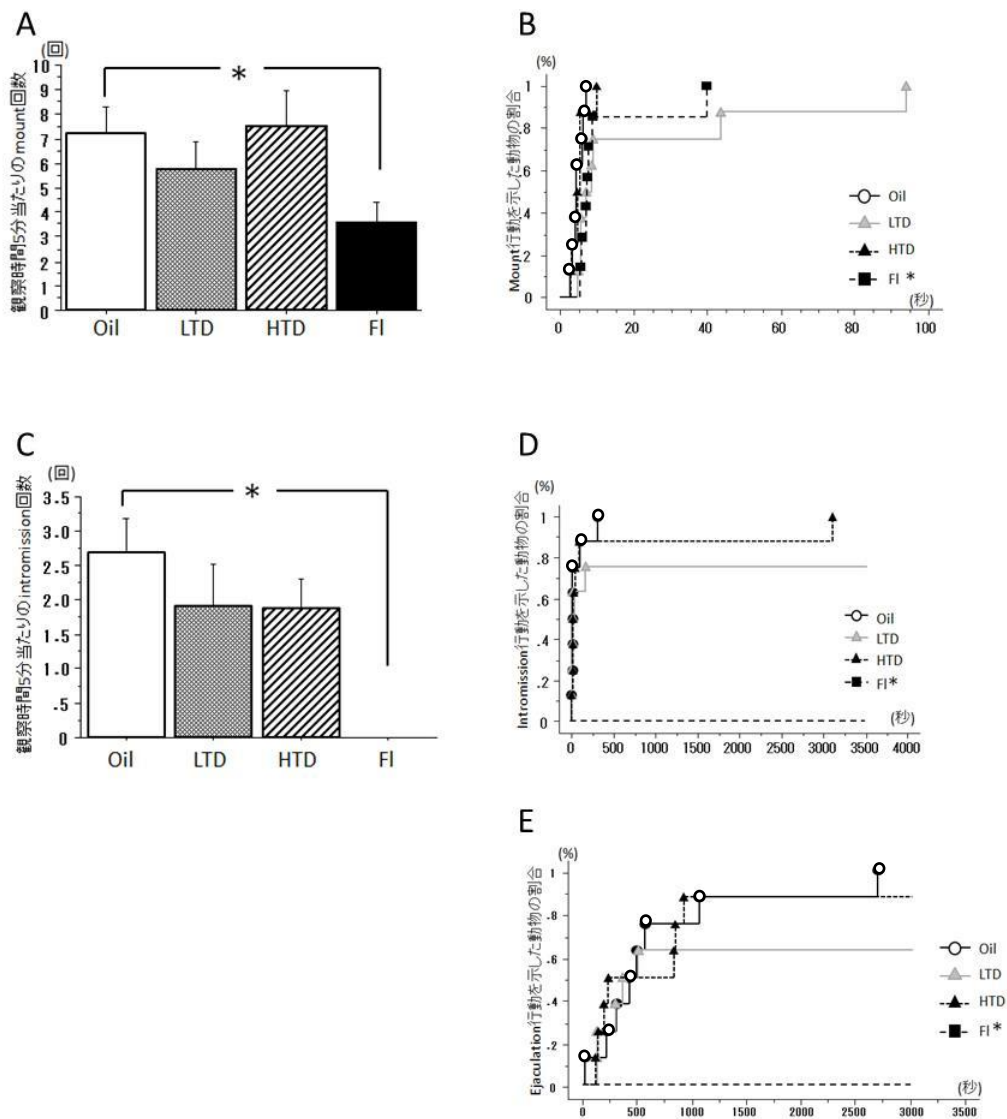 A
(回)
観察時間5分当たりのmount回数
10
9
8
7
6
5
4
3
2
1
0
*
Oil LTD HTD Fl
B
(%)
Mount行動を示した動物の割合
1
.8
.6
.4
.2
0
Oil
LTD
HTD
Fl *
(秒)
0 20 40 60 80 100
C
(回)
観察時間5分当たりのintromission回数
3.5
3.0
2.5
2.0
1.5
1.0
.5
0
*
Oil LTD HTD Fl
D
(%)
Intromission行動を示した動物の割合
1
.8
.6
.4
.2
0
Oil
LTD
HTD
Fl*
(秒)
0 500 1000 1500 2000 2500 3000 3500 4000
E
(%)
Ejaculation行動を示した動物の割合
1
.8
.6
.4
.2
0
Oil
LTD
HTD
Fl *
(秒)
0 500 1000 1500 2000 2500 3000 3500